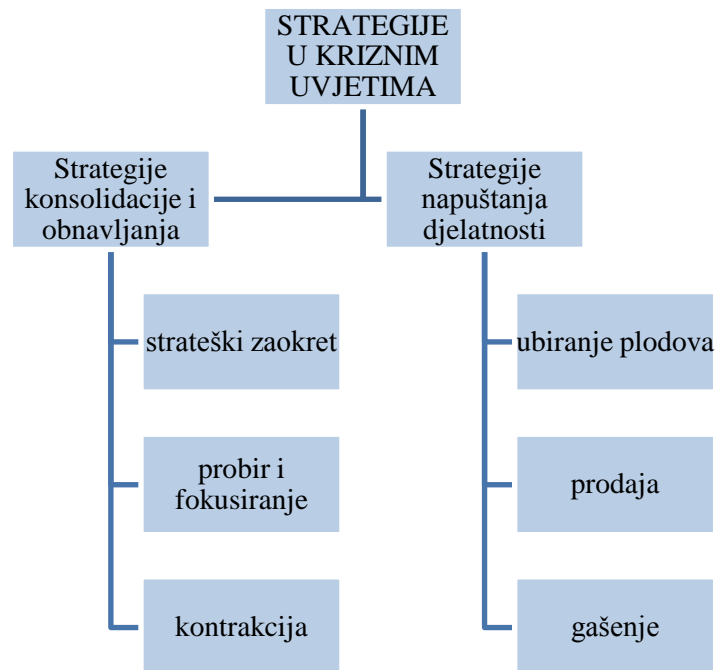 STRATEGIJE
U KRIZNIM
UVJETIMA
Strategije
konsolidacije i
obnavljanja
Strategije
napuštanja
djelatnosti
strateški zaokret
ubiranje plodova
probir i
fokusiranje
prodaja
kontrakcija
gašenje